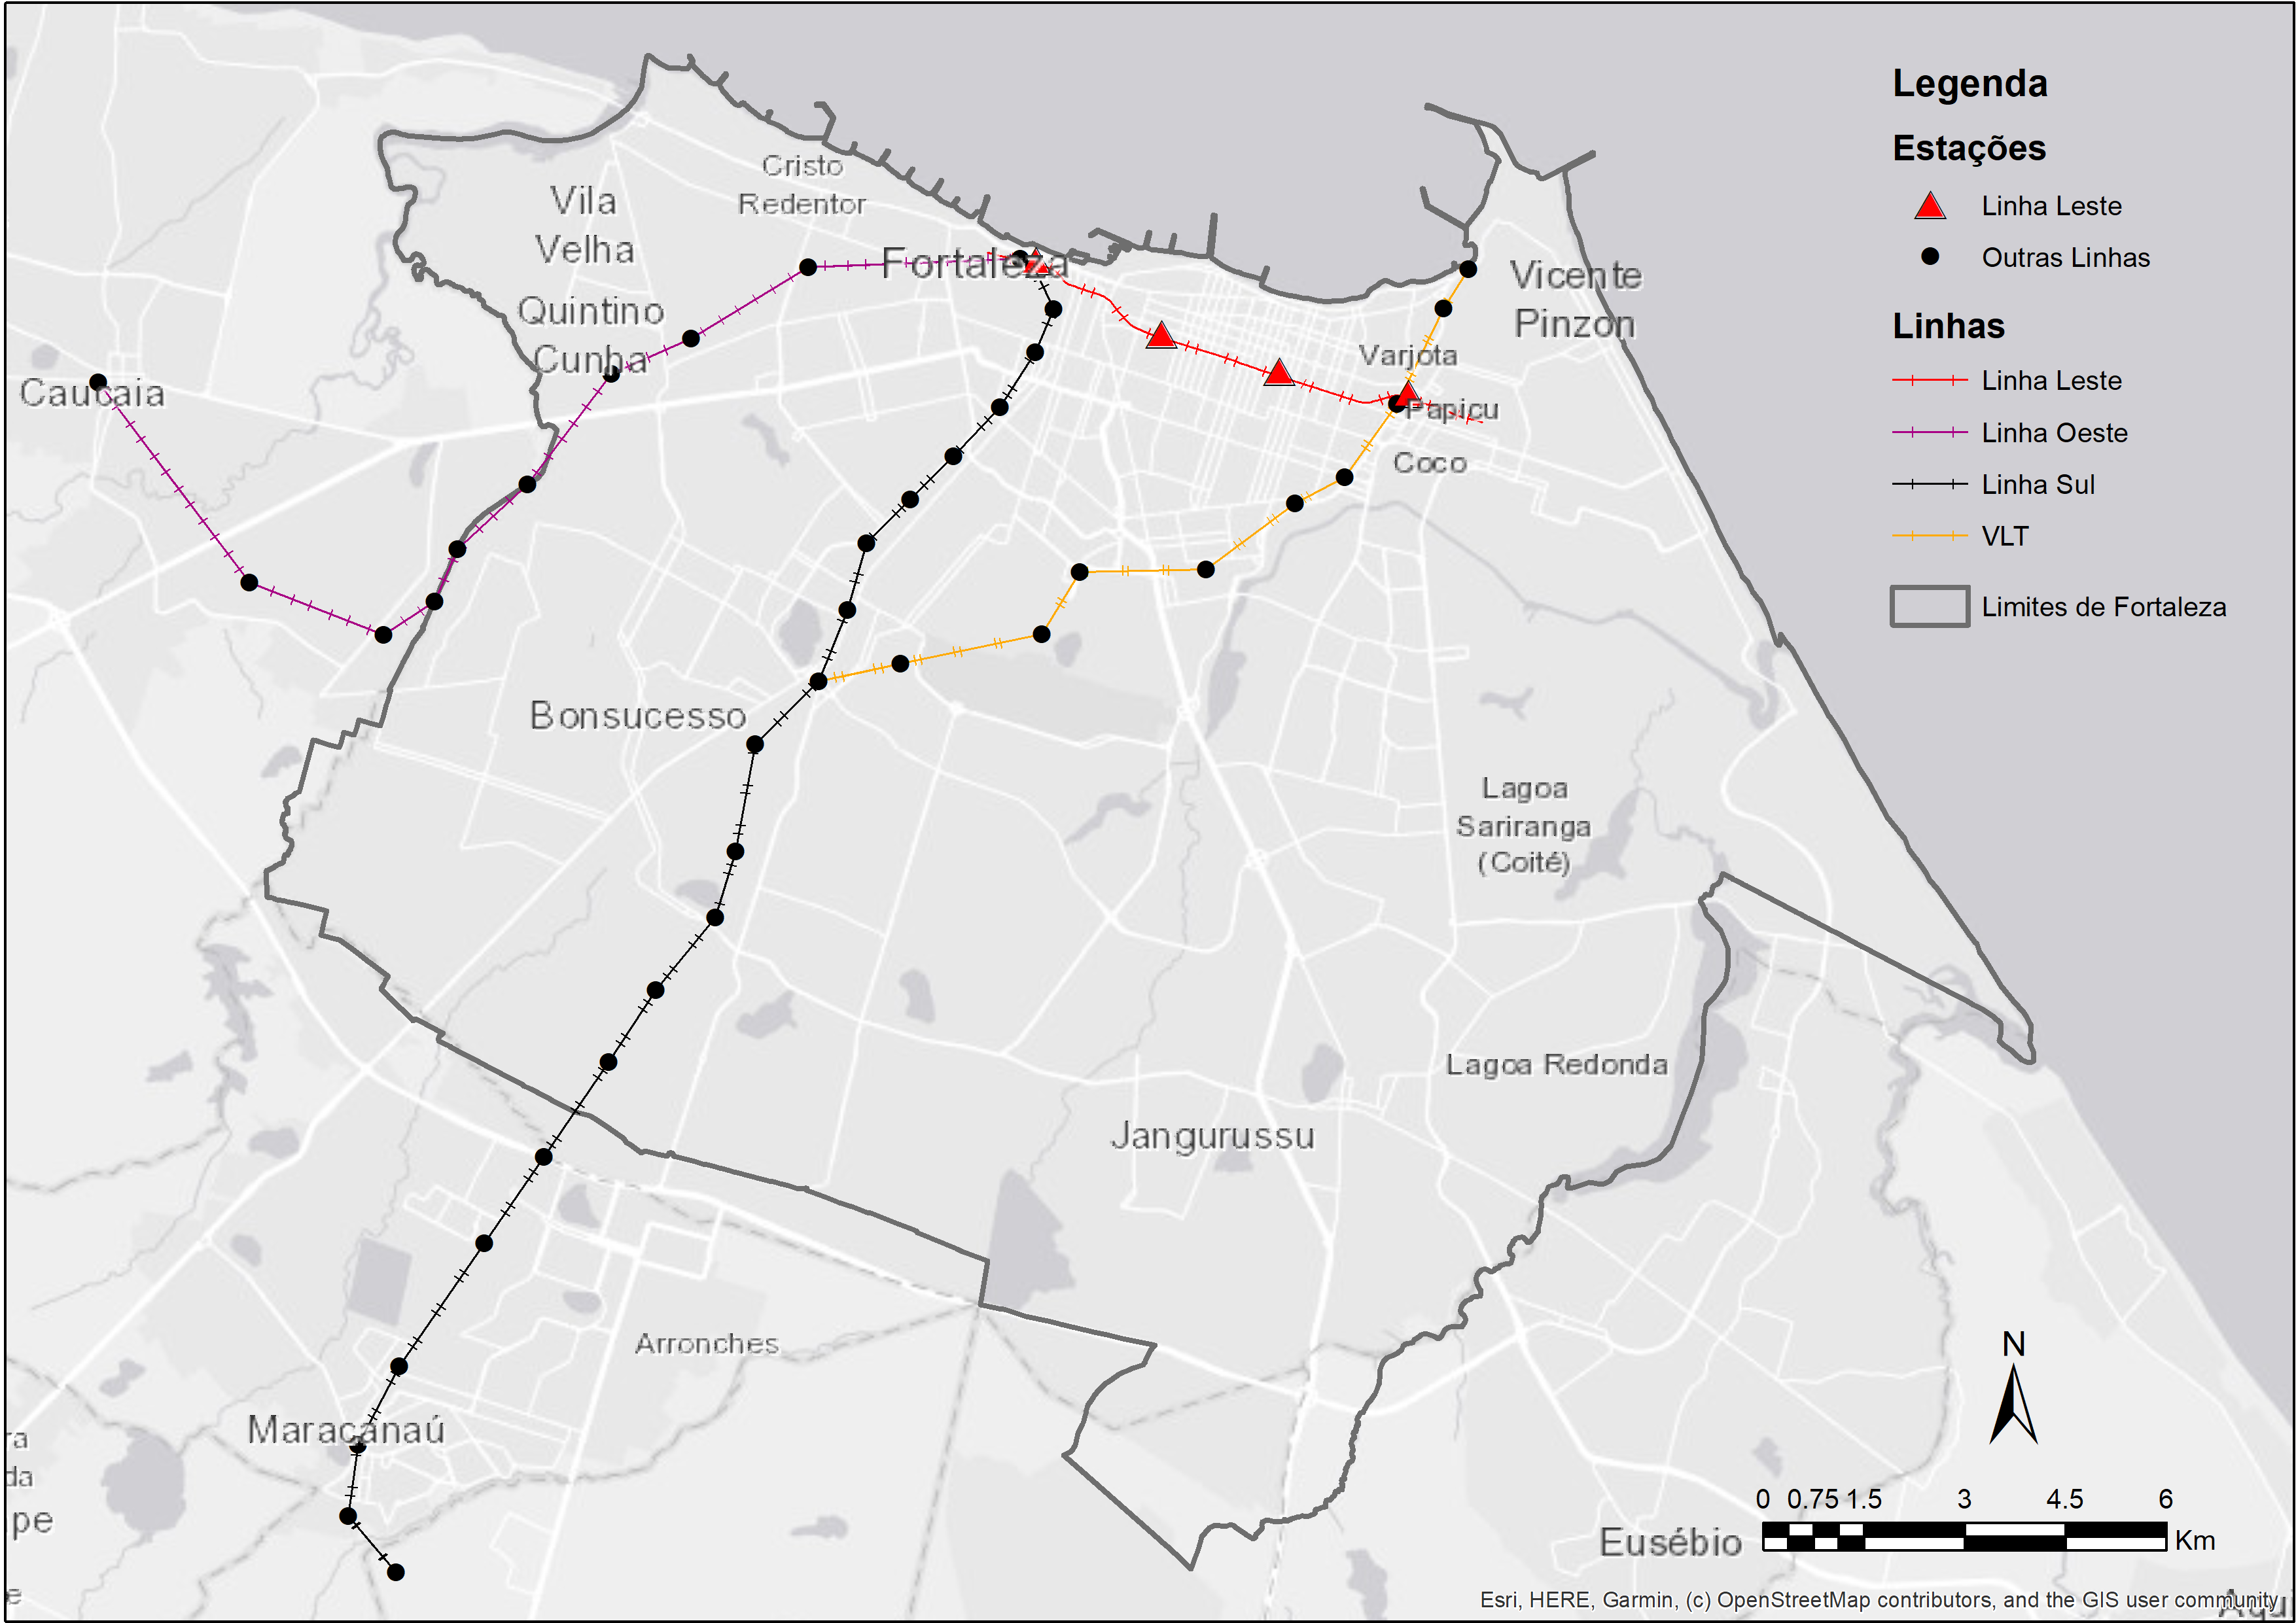 Legenda
Estações
Linha Leste
Outras Linhas
Linhas
Linha Leste
Linha Oeste
Linha Sul
VLT
Limites de Fortaleza
Cristo
Redentor
Vila
Velha
Fortaleza
Vicente
Pinzon
Quintino
Cunha
Varjota
Caucaia
Papicu
Coco
Bonsucesso
Lagoa
Sariranga
(Coité)
Lagoa Redonda
Jangurussu
Arronches
Maracanaú
ra
da
pe
e
N
0 0.75 1.5 3 4.5 6
Km
Eusébio
Esri, HERE, Garmin, (c) OpenStreetMap contributors, and the GIS user community